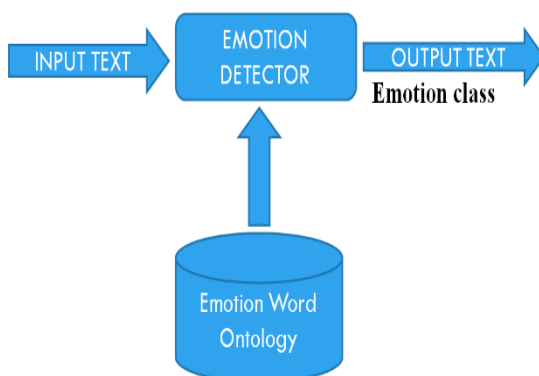 INPUT TEXT
EMOTION
DETECTOR
OUTPUT TEXT
Emotion class
Emotion Word
Ontology